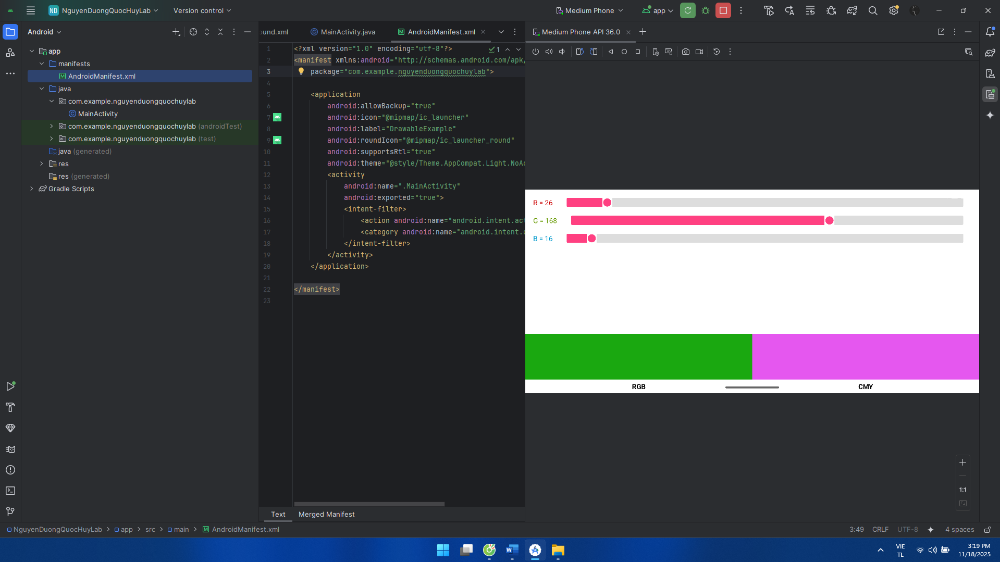 ND NguyenDuongQuocHuyLab Version control Medium Phone app
Android
app
manifests
AndroidManifest.xml
java
com.example.nguyenduongquochuylab
MainActivity
com.example.nguyenduongquochuylab (androidTest)
com.example.nguyenduongquochuylab (test)
java (generated)
res
res (generated)
Gradle Scripts
ound.xml MainActivity.java AndroidManifest.xml
1 <?xml version="1.0" encoding="utf-8"?> 1
2 <manifest xmlns:android="http://schemas.android.com/apk/
3 package="com.example.nguyenduongquochuylab">
4
5 <application
6 android:allowBackup="true"
7 android:icon="@mipmap/ic_launcher"
8 android:label="DrawableExample"
9 android:roundIcon="@mipmap/ic_launcher_round"
10 android:supportsRtl="true"
11 android:theme="@style/Theme.AppCompat.Light.NoAc
12 <activity
13 android:name=".MainActivity"
14 android:exported="true">
15 <intent-filter>
16 <action android:name="android.intent.act
17 <category android:name="android.intent.c
18 </intent-filter>
19 </activity>
20 </application>
21
22 </manifest>
23
Text Merged Manifest
Medium Phone API 36.0
R = 26
G = 168
B = 16
RGB CMY
1:1
NguyenDuongQuocHuyLab > app > src > main > AndroidManifest.xml 3:49 CRLF UTF-8 4 spaces
VIE
TL
3:19 PM
11/18/2025